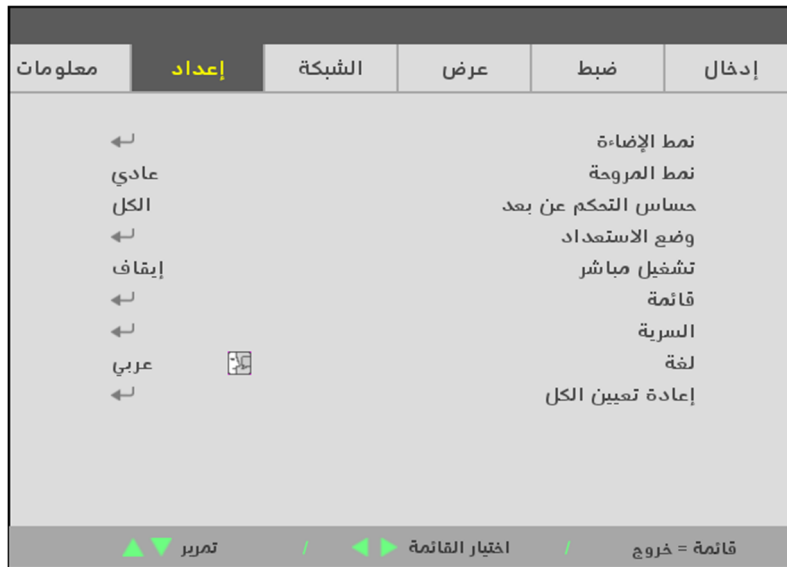 إدخال ضبط عرض الشبكة إعداد معلومات
نمط الإضاءة
نمط المروحة عادي
حساس التحكم عن بعد الكل
وضع الاستعداد
تشغيل مباشر إيقاف
قائمة
السرية
لغة عربي
إعادة تعيين الكل
قائمة = خروج / اختيار القائمة / تمرير